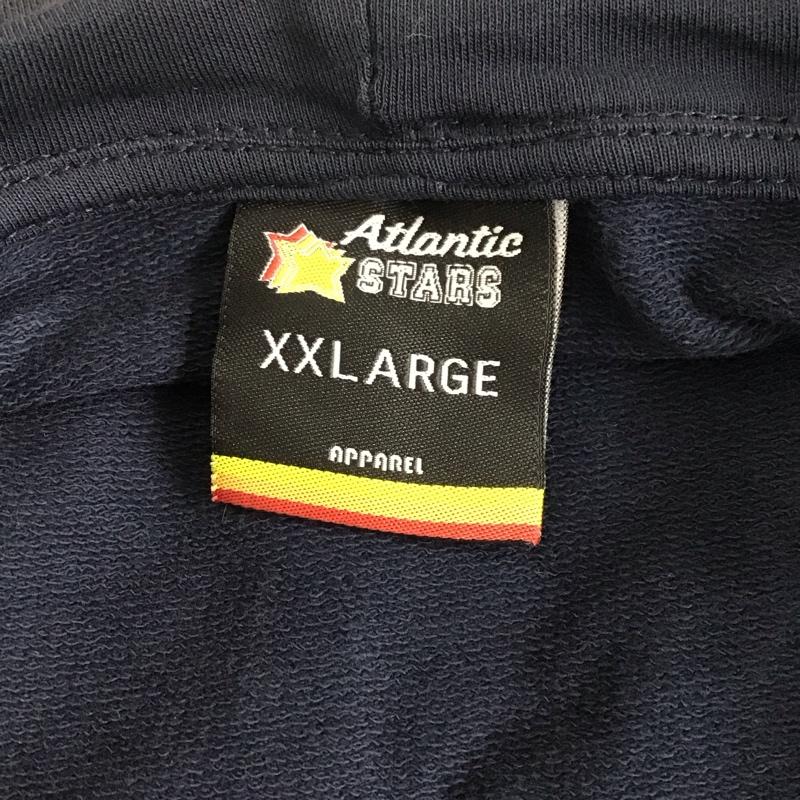 Atlantic
STARS
XXLARGE
APPAREL